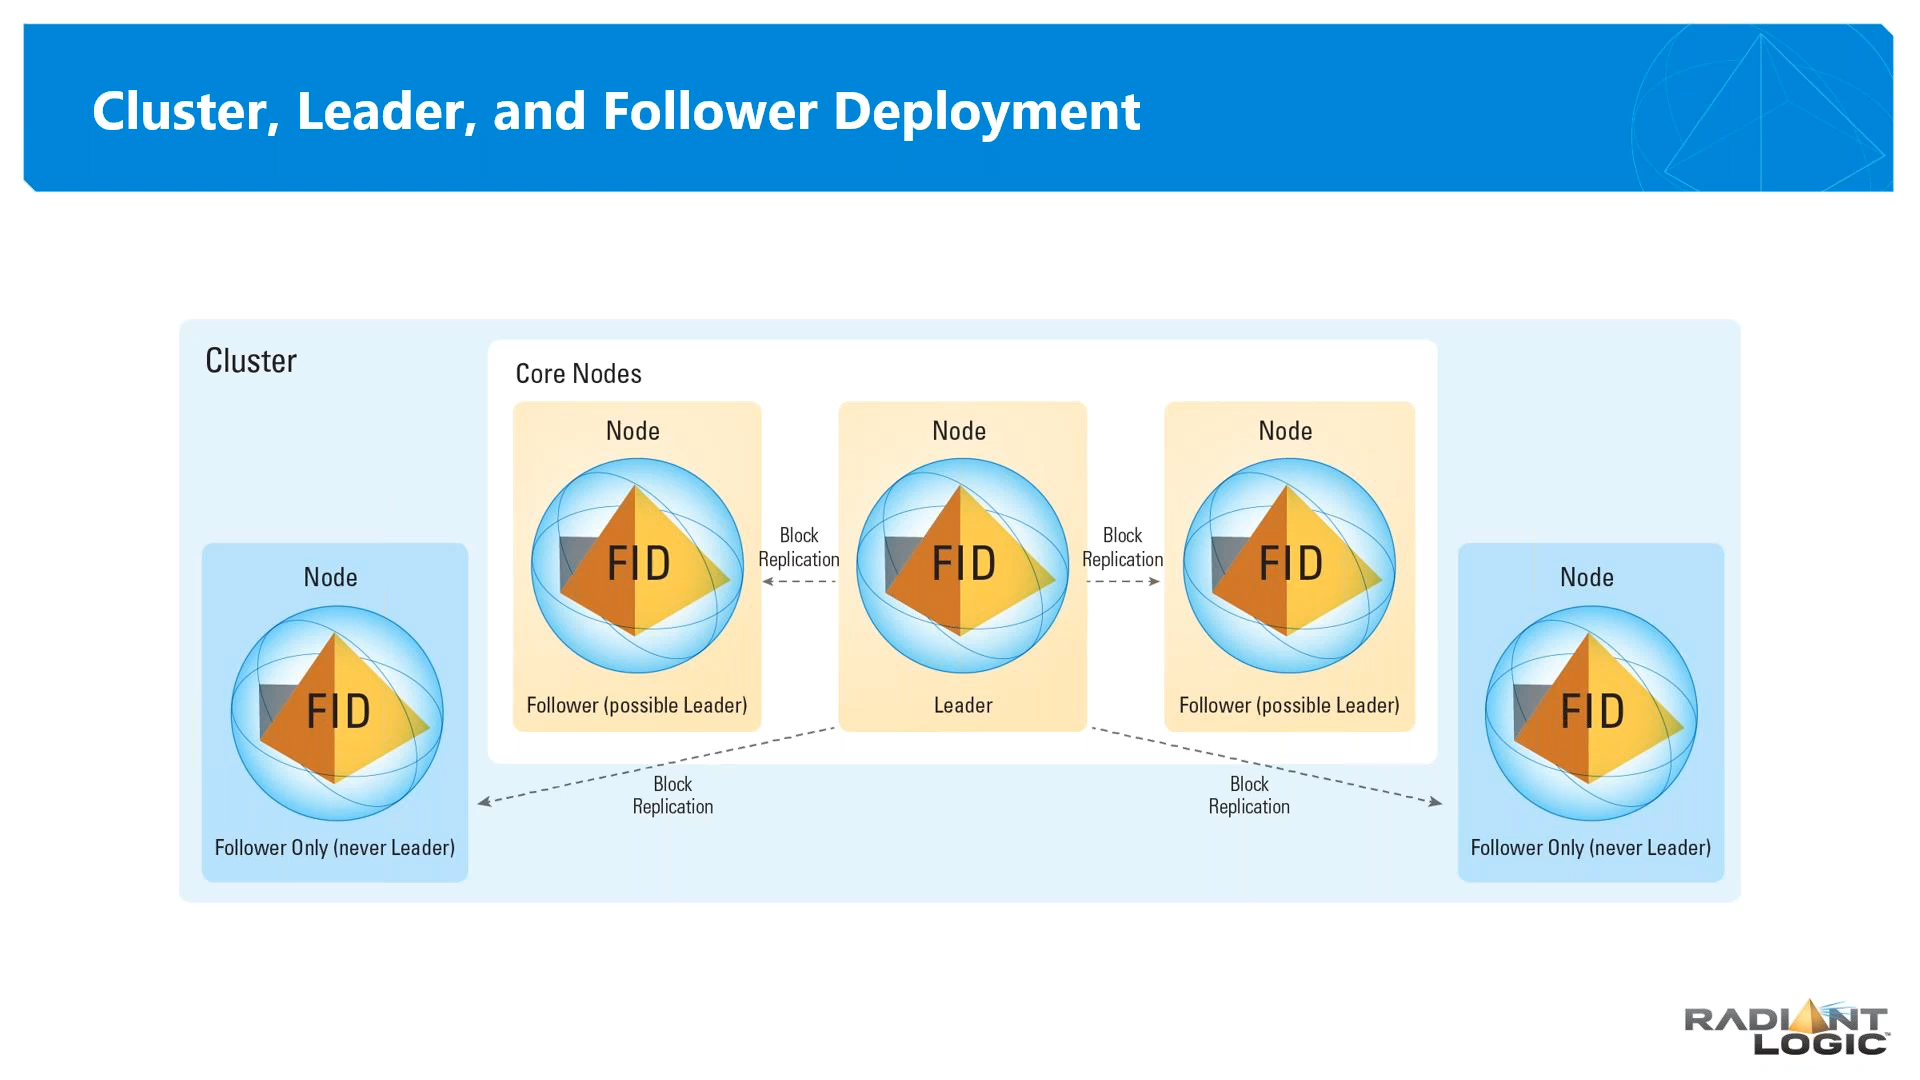 Cluster, Leader, and Follower Deployment
Cluster
Core Nodes
Node
FID
Follower (possible Leader)
Block
Replication
Node
FID
Leader
Block
Replication
Node
FID
Follower (possible Leader)
Node
FID
Follower Only (never Leader)
Block
Replication
Block
Replication
Node
FID
Follower Only (never Leader)
RADIANT
LOGIC™